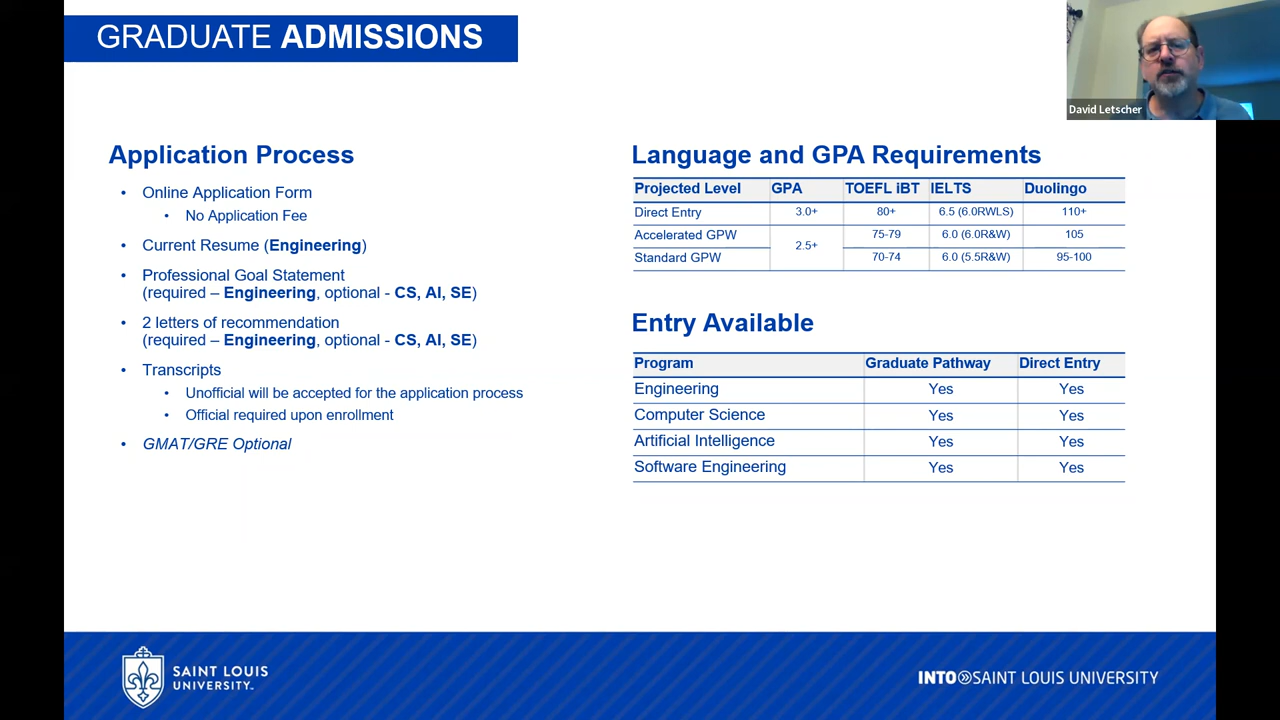 GRADUATE ADMISSIONS
David Letscher
Application Process
• Online Application Form
• No Application Fee
• Current Resume (Engineering)
• Professional Goal Statement
(required – Engineering, optional - CS, AI, SE)
• 2 letters of recommendation
(required – Engineering, optional - CS, AI, SE)
• Transcripts
• Unofficial will be accepted for the application process
• Official required upon enrollment
• GMAT/GRE Optional
Language and GPA Requirements
Projected Level GPA TOEFL iBT IELTS Duolingo
Direct Entry 3.0+ 80+ 6.5 (6.0RWLS) 110+
Accelerated GPW 75-79 6.0 (6.0R&W) 105
2.5+
Standard GPW 70-74 6.0 (5.5R&W) 95-100
Entry Available
Program Graduate Pathway Direct Entry
Engineering Yes Yes
Computer Science Yes Yes
Artificial Intelligence Yes Yes
Software Engineering Yes Yes
SAINT LOUIS
UNIVERSITY™
INTO SAINT LOUIS UNIVERSITY